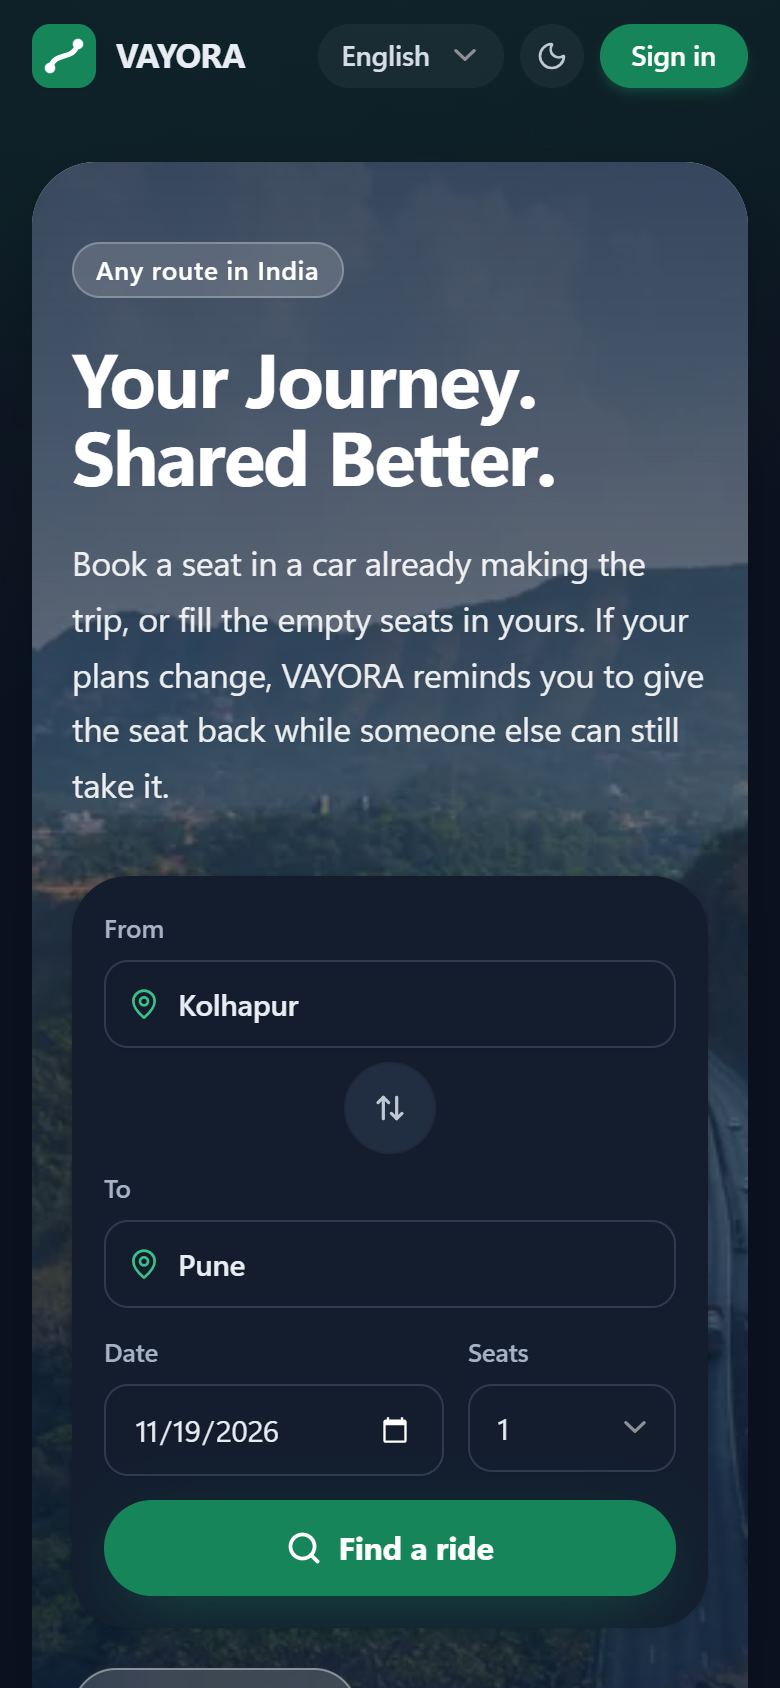 VAYORA
English
Sign in
Any route in India
Your Journey.
Shared Better.
Book a seat in a car already making the
trip, or fill the empty seats in yours. If your
plans change, VAYORA reminds you to give
the seat back while someone else can still
take it.
From
Kolhapur
To
Pune
Date
Seats
11/19/2026
1
Find a ride